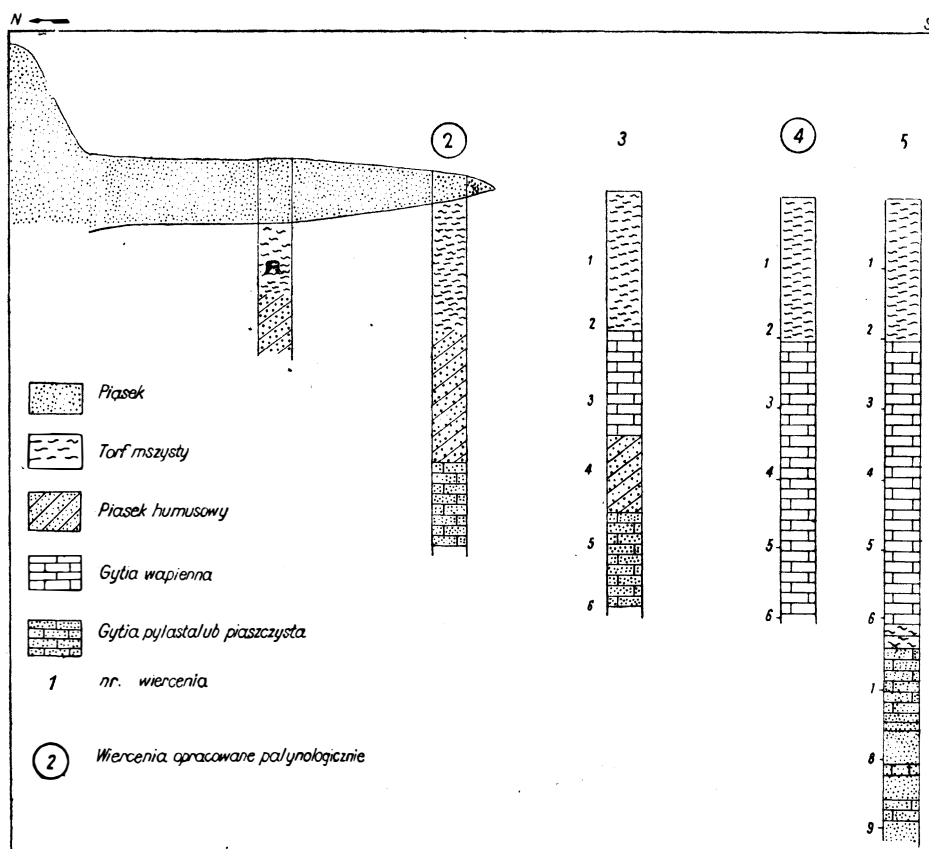 N S
2 3 4 5
1 1 1
2 2 2
3 3 3
4 4 4
5 5 5
6 6 6
1
8
9
Piasek
Torf mszysty
Piasek humusowy
Gytia wapienna
Gytia pylasta lub piaszczysta
1 nr. wiercenia
2 Wiercenia opracowane palynologicznie